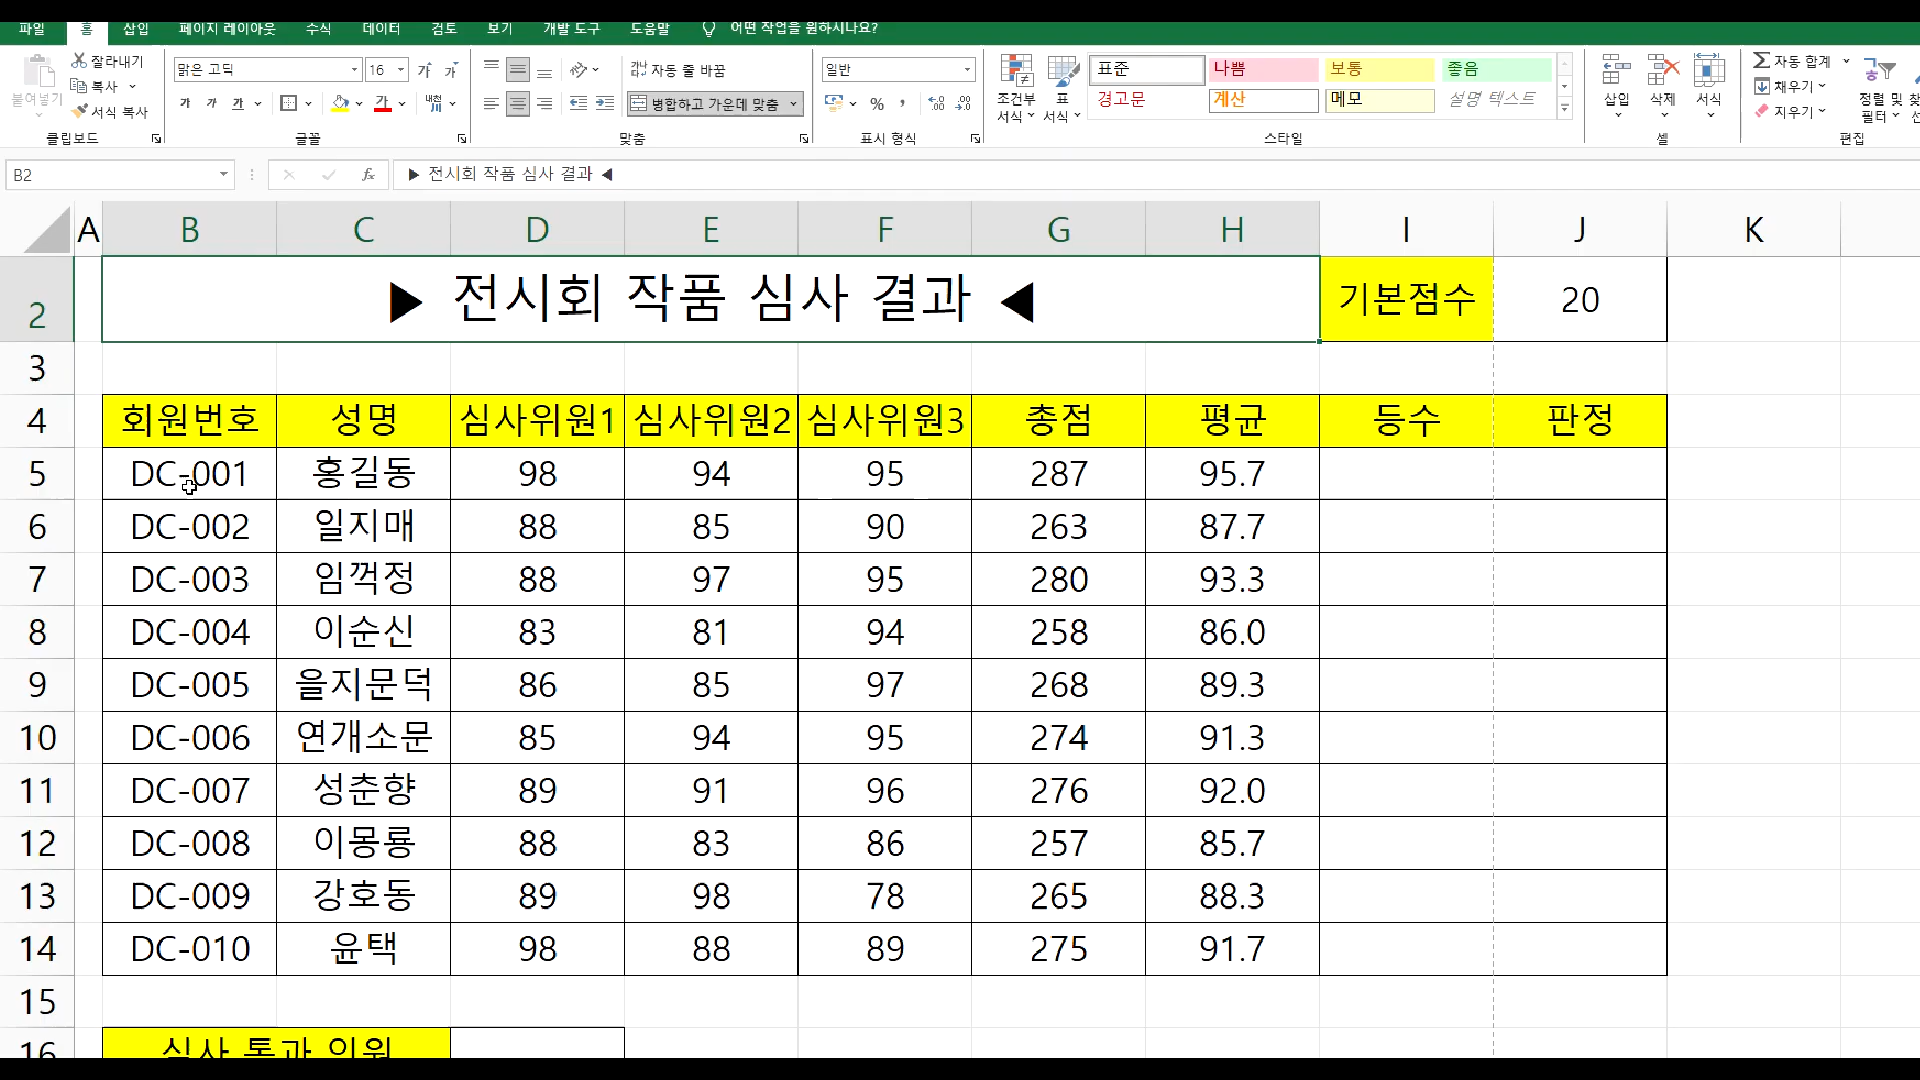 파일 홈 삽입 페이지 레이아웃 수식 데이터 검토 보기 개발 도구 도움말 어떤 작업을 원하시나요?
잘라내기 맑은 고딕 16 가 가 자동 줄 바꿈 일반 표준 나쁨 보통 좋음 자동 합계
붙여넣기 복사 가 가 가 가 내천 병합하고 가운데 맞춤 % , 조건부 서식 표 서식 경고문 계산 메모 설명 텍스트 삽입 삭제 서식 채우기 정렬 및 필터
서식 복사 지우기
클립보드 글꼴 맞춤 표시 형식 스타일 셀 편집
B2 fx ▶ 전시회 작품 심사 결과 ◀
A B C D E F G H I J K
2 ▶ 전시회 작품 심사 결과 ◀ 기본점수 20
3
4 회원번호 성명 심사위원1 심사위원2 심사위원3 총점 평균 등수 판정
5 DC-001 홍길동 98 94 95 287 95.7
6 DC-002 일지매 88 85 90 263 87.7
7 DC-003 임꺽정 88 97 95 280 93.3
8 DC-004 이순신 83 81 94 258 86.0
9 DC-005 을지문덕 86 85 97 268 89.3
10 DC-006 연개소문 85 94 95 274 91.3
11 DC-007 성춘향 89 91 96 276 92.0
12 DC-008 이몽룡 88 83 86 257 85.7
13 DC-009 강호동 89 98 78 265 88.3
14 DC-010 윤택 98 88 89 275 91.7
15
16 심사 통과 인원